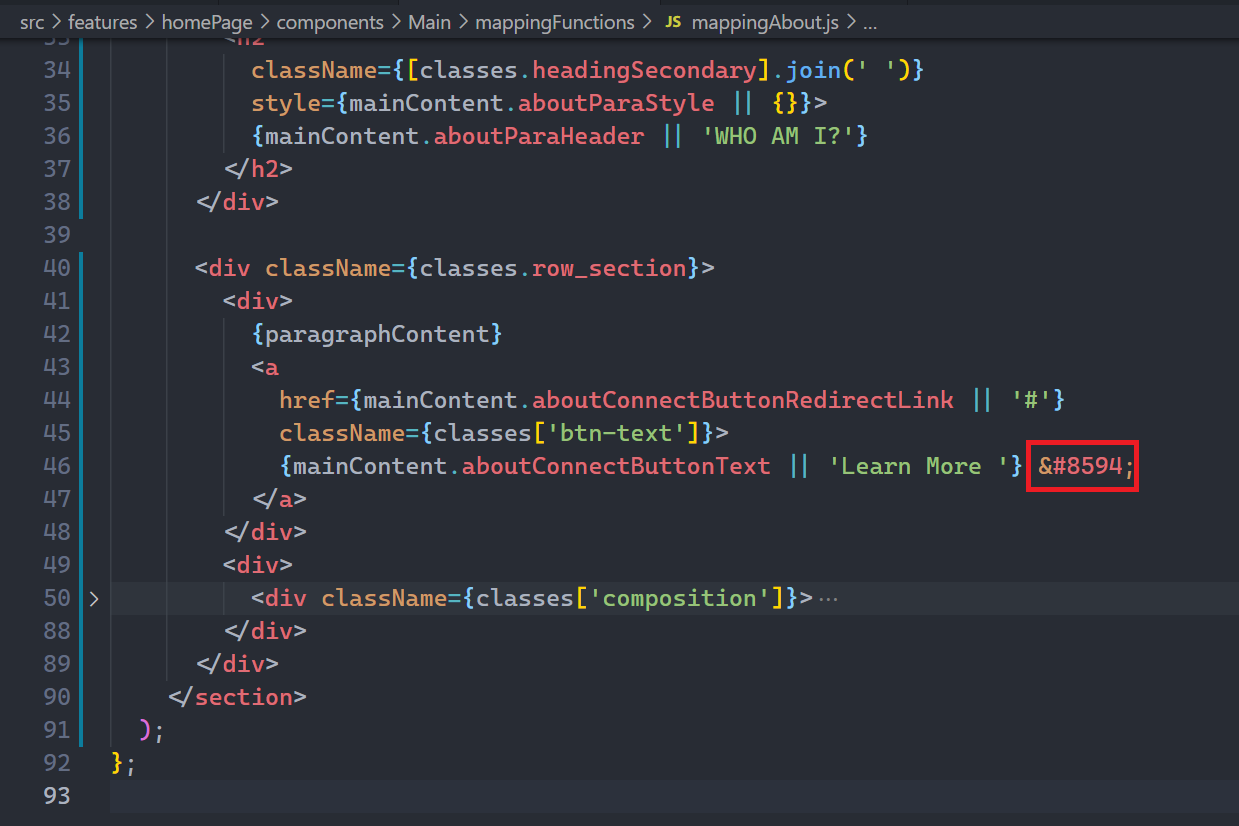 src > features > homePage > components > Main > mappingFunctions > JS mappingAbout.js > ...
33 <h2
34 className={[classes.headingSecondary].join(' ')}
35 style={mainContent.aboutParaStyle || {}}>
36 {mainContent.aboutParaHeader || 'WHO AM I?'}
37 </h2>
38 </div>
39
40 <div className={classes.row_section}>
41 <div>
42 {paragraphContent}
43 <a
44 href={mainContent.aboutConnectButtonRedirectLink || '#'}
45 className={classes['btn-text']}>
46 {mainContent.aboutConnectButtonText || 'Learn More '} &#8594;
47 </a>
48 </div>
49 <div>
50 > <div className={classes['composition']}>···
88 </div>
89 </div>
90 </section>
91 );
92 };
93